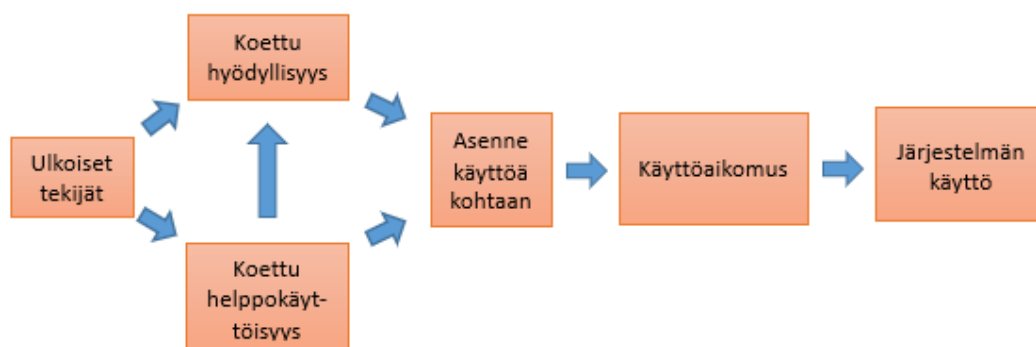 Koettu
hyödyllisyys
Ulkoiset
tekijät
Koettu
helppokäyt-
töisyys
Asenne
käyttöä
kohtaan
Käyttöaikomus
Järjestelmän
käyttö